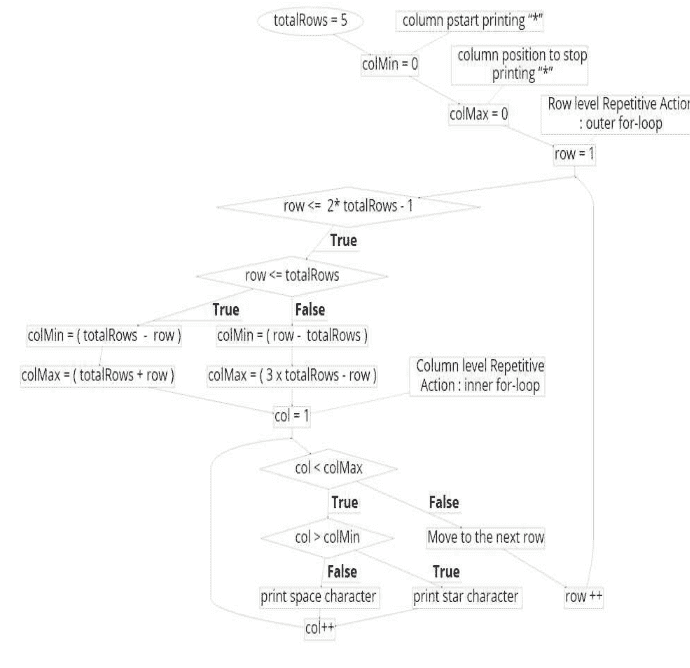 totalRows = 5
column pstart printing "*"
colMin = 0
column position to stop
printing "*"
colMax = 0
Row level Repetitive Action
: outer for-loop
row = 1
row <= 2* totalRows - 1
True
row <= totalRows
True
False
colMin = ( totalRows - row )
colMin = ( row - totalRows )
colMax = ( totalRows + row )
colMax = ( 3 x totalRows - row )
Column level Repetitive
Action : inner for-loop
col = 1
col < colMax
True
False
col > colMin
Move to the next row
False
True
print space character
print star character
row ++
col++